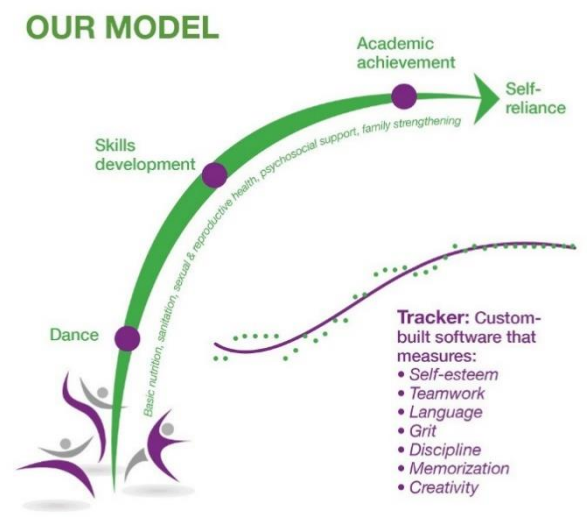 OUR MODEL
Academic
achievement
Self-
reliance
Skills
development
Basic nutrition, sanitation, sexual & reproductive health, psychosocial support, family strengthening
Dance
Tracker: Custom-
built software that
measures:
• Self-esteem
• Teamwork
• Language
• Grit
• Discipline
• Memorization
• Creativity